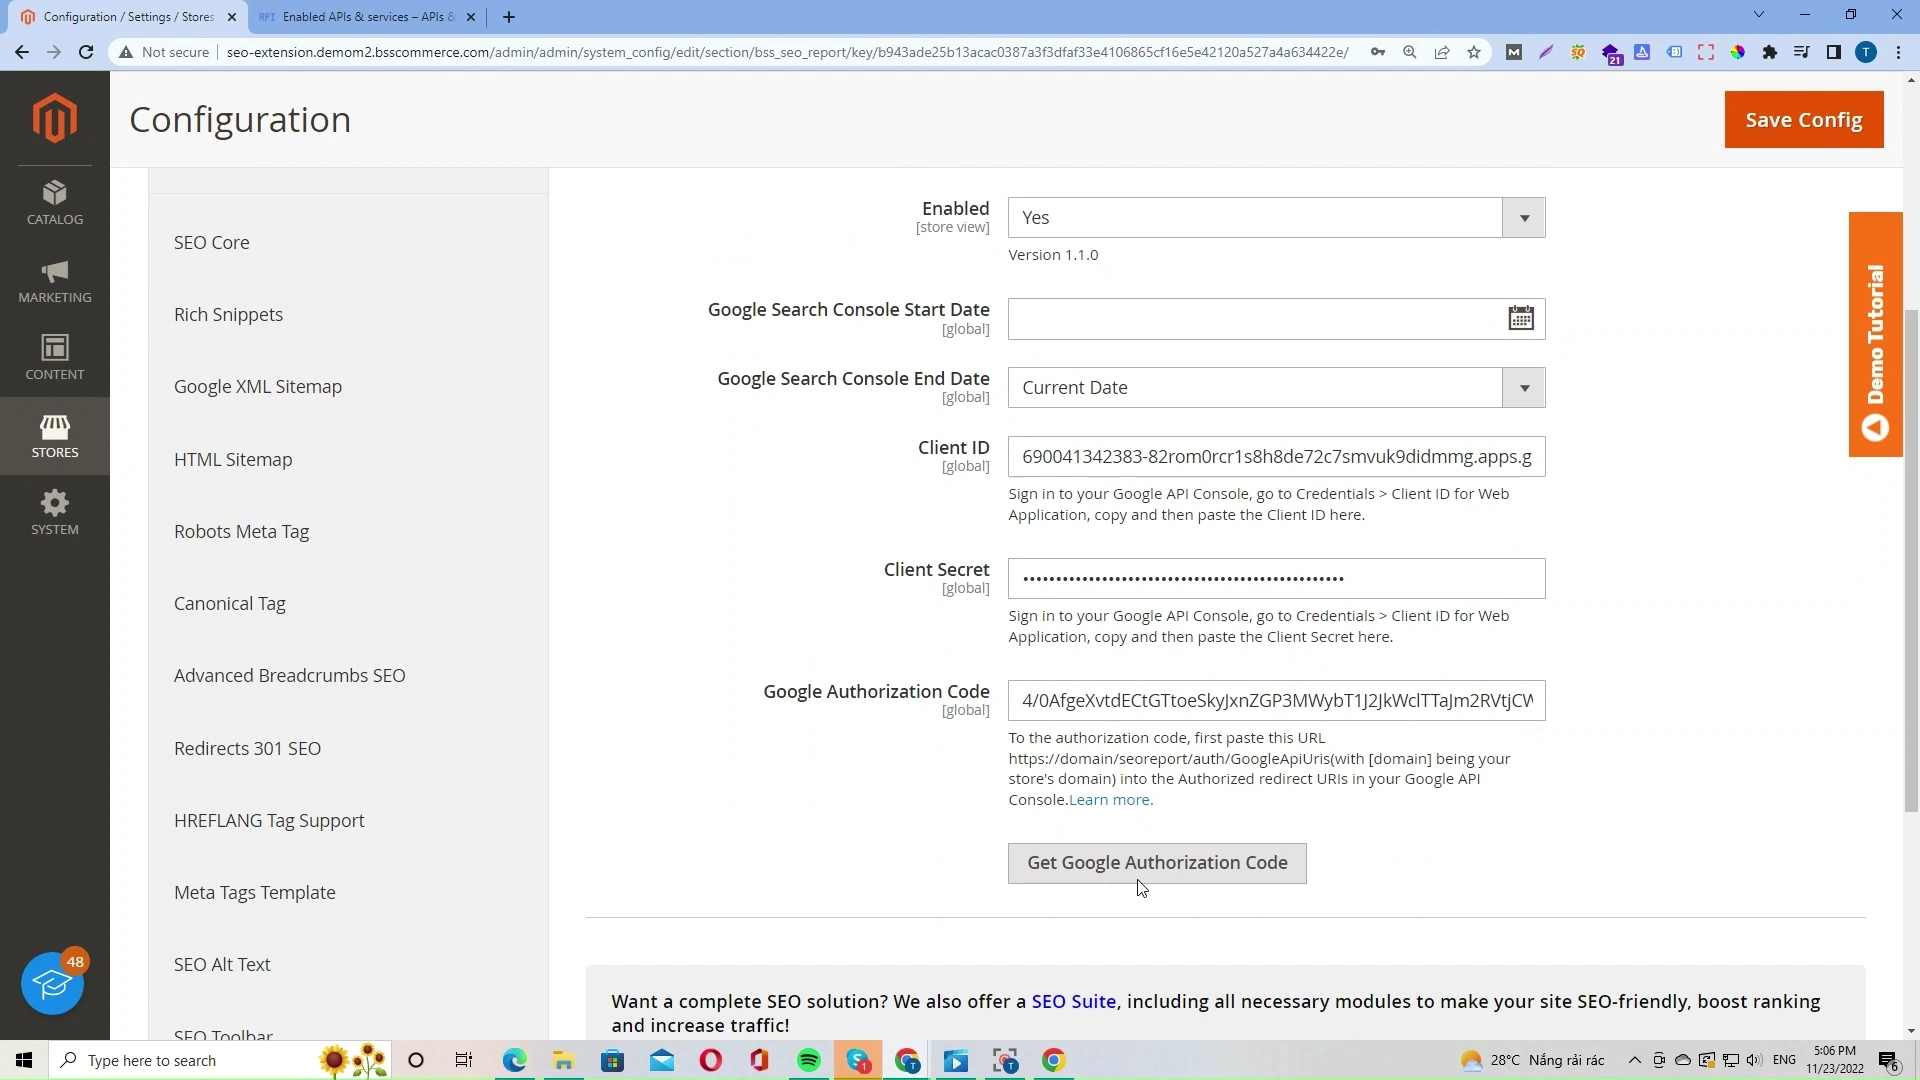 Configuration / Settings / Stores
Enabled APIs & services – APIs &
Not secure
seo-extension.demom2.bsscommerce.com/admin/admin/system_config/edit/section/bss_seo_report/key/b943ade25b13acac0387a3f3dfaf33e4106865cf16e5e42120a527a4a634422e/
21
T
Configuration
Save Config
CATALOG
MARKETING
CONTENT
STORES
SYSTEM
48
SEO Core
Rich Snippets
Google XML Sitemap
HTML Sitemap
Robots Meta Tag
Canonical Tag
Advanced Breadcrumbs SEO
Redirects 301 SEO
HREFLANG Tag Support
Meta Tags Template
SEO Alt Text
SEO Toolbar
Enabled
[store view]
Yes
Version 1.1.0
Google Search Console Start Date
[global]
Google Search Console End Date
[global]
Current Date
Client ID
[global]
690041342383-82rom0rcr1s8h8de72c7smvuk9didmmg.apps.g
Sign in to your Google API Console, go to Credentials > Client ID for Web
Application, copy and then paste the Client ID here.
Client Secret
[global]
Sign in to your Google API Console, go to Credentials > Client ID for Web
Application, copy and then paste the Client Secret here.
Google Authorization Code
[global]
4/0AfgeXvtdECtGTtoeSkyJxnZGP3MWybT1J2JkWclTTaJm2RVtjCW
To the authorization code, first paste this URL
https://domain/seoreport/auth/GoogleApiUris(with [domain] being your
store's domain) into the Authorized redirect URIs in your Google API
Console.Learn more.
Get Google Authorization Code
Want a complete SEO solution? We also offer a SEO Suite, including all necessary modules to make your site SEO-friendly, boost ranking
and increase traffic!
Demo Tutorial
Type here to search
28°C Nắng rải rác
ENG
5:06 PM
11/23/2022
6